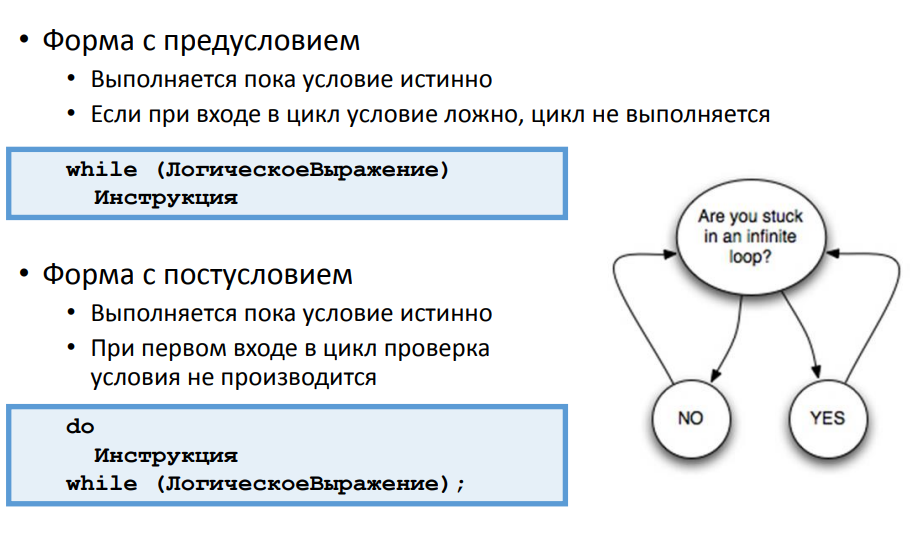 • Форма с предусловием
• Выполняется пока условие истинно
• Если при входе в цикл условие ложно, цикл не выполняется
while (ЛогическоеВыражение)
Инструкция
• Форма с постусловием
• Выполняется пока условие истинно
• При первом входе в цикл проверка
условия не производится
do
Инструкция
while (ЛогическоеВыражение);
Are you stuck
in an infinite
loop?
NO
YES